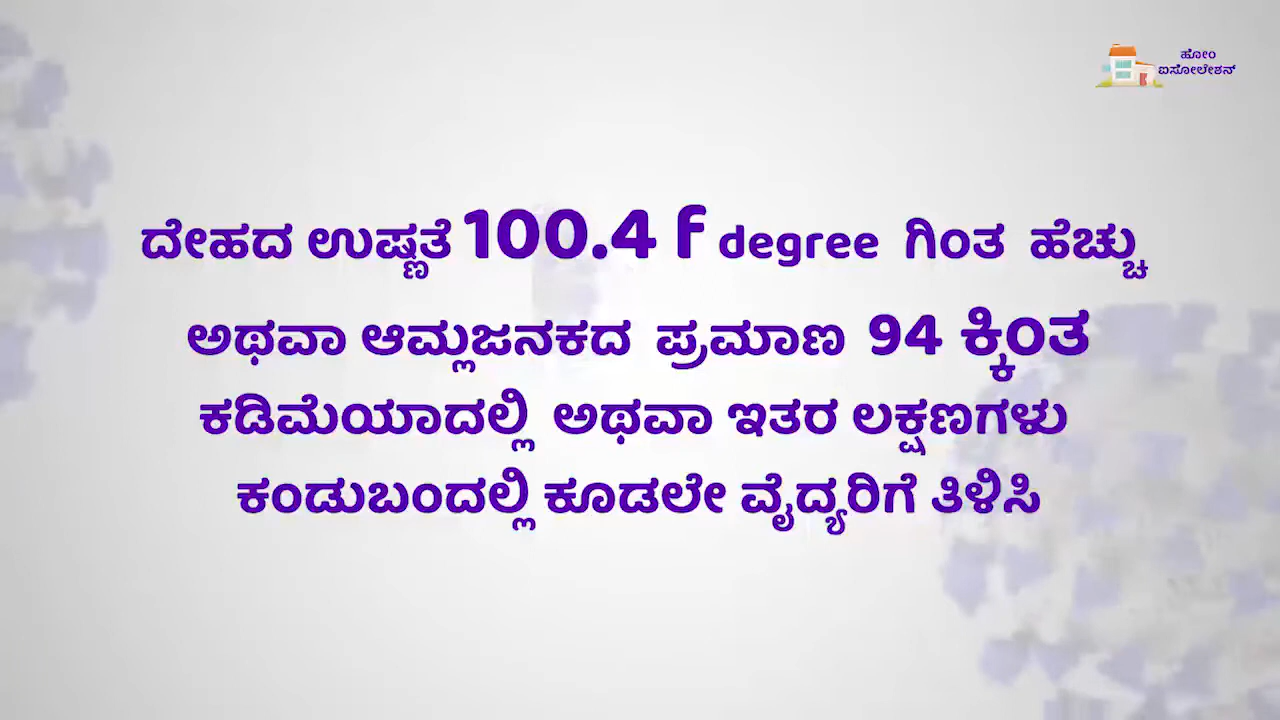 ಹೋಂ
ಐಸೋಲೇಶನ್
ದೇಹದ ಉಷ್ಣತೆ 100.4 f degree ಗಿಂತ ಹೆಚ್ಚು
ಅಥವಾ ಆಮ್ಲಜನಕದ ಪ್ರಮಾಣ 94 ಕ್ಕಿಂತ
ಕಡಿಮೆಯಾದಲ್ಲಿ ಅಥವಾ ಇತರ ಲಕ್ಷಣಗಳು
ಕಂಡುಬಂದಲ್ಲಿ ಕೂಡಲೇ ವೈದ್ಯರಿಗೆ ತಿಳಿಸಿ